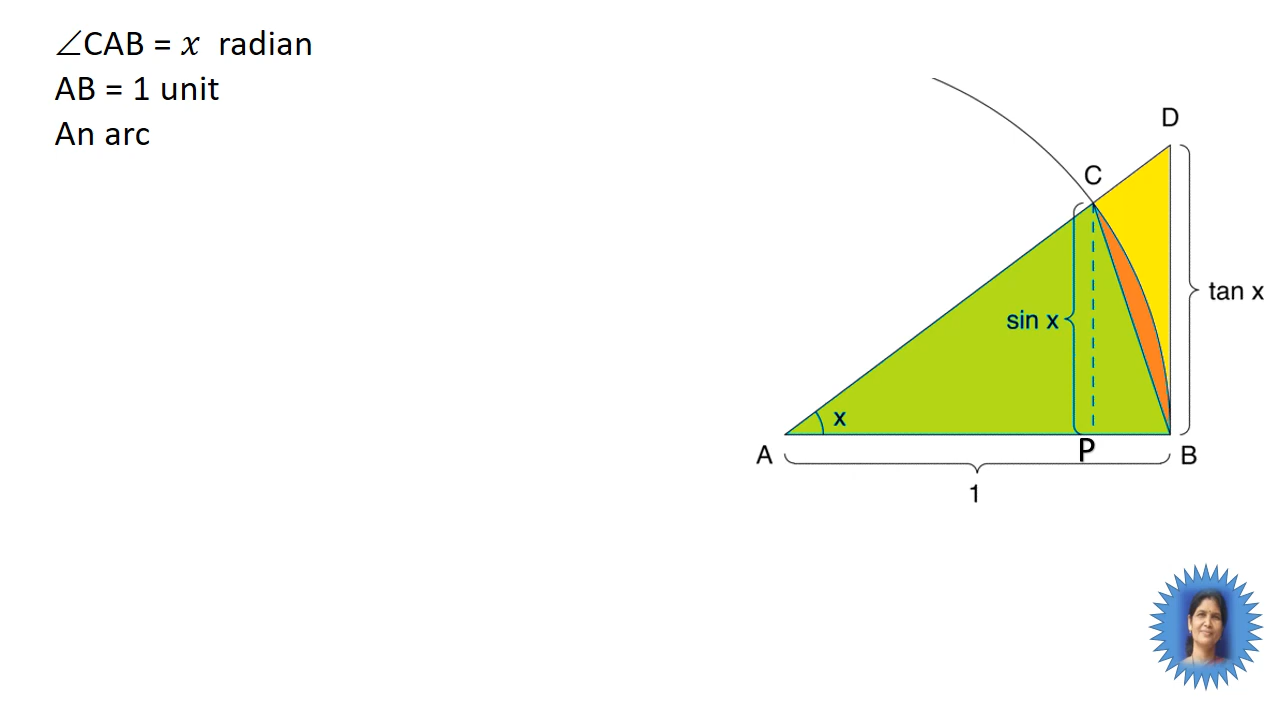 ∠CAB = x radian
AB = 1 unit
An arc
D
C
sin x
tan x
x
A
P
B
1